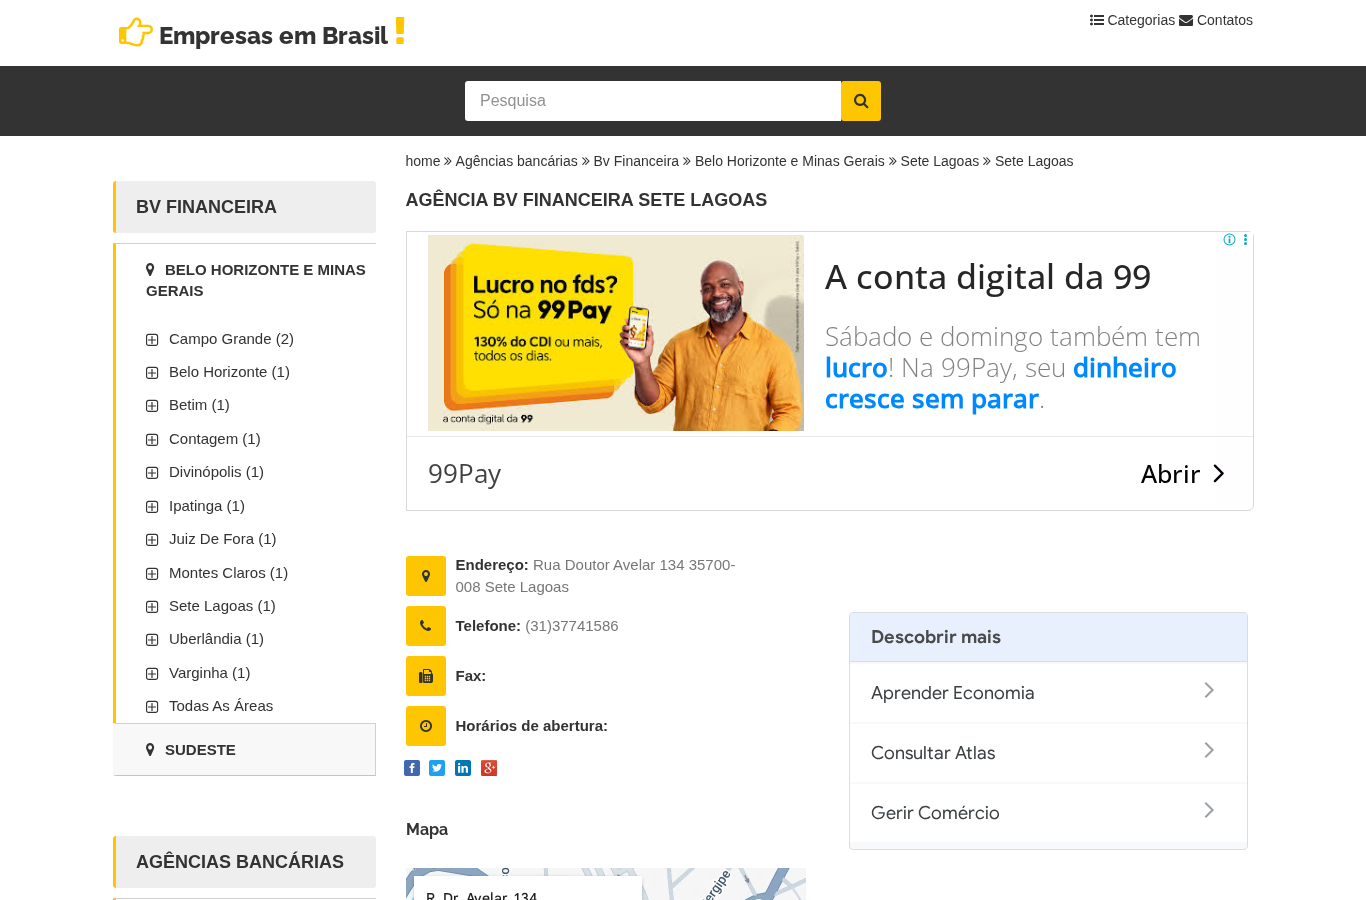 Empresas em Brasil !
Categorias Contatos
Pesquisa
home » Agências bancárias » Bv Financeira » Belo Horizonte e Minas Gerais » Sete Lagoas » Sete Lagoas
BV FINANCEIRA
BELO HORIZONTE E MINAS
GERAIS
Campo Grande (2)
Belo Horizonte (1)
Betim (1)
Contagem (1)
Divinópolis (1)
Ipatinga (1)
Juiz De Fora (1)
Montes Claros (1)
Sete Lagoas (1)
Uberlândia (1)
Varginha (1)
Todas As Áreas
SUDESTE
AGÊNCIAS BANCÁRIAS
AGÊNCIA BV FINANCEIRA SETE LAGOAS
Lucro no fds?
Só na 99Pay
130% do CDI ou mais,
todos os dias.
a conta digital da 99
A conta digital da 99
Sábado e domingo também tem
lucro! Na 99Pay, seu dinheiro
cresce sem parar.
99Pay
Abrir
Endereço: Rua Doutor Avelar 134 35700-
008 Sete Lagoas
Telefone: (31)37741586
Fax:
Horários de abertura:
Mapa
R. Dr. Avelar, 134
Descobrir mais
Aprender Economia
Consultar Atlas
Gerir Comércio